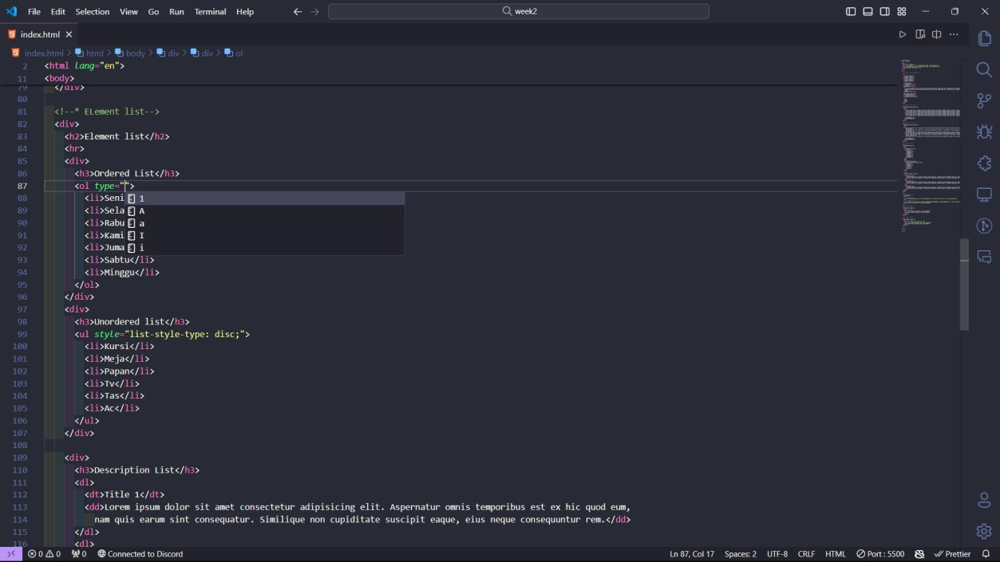 File Edit Selection View Go Run Terminal Help week2
index.html
index.html > html > body > div > div > ol
2 <html lang="en">
11 <body>
79 </div>
80
81 <!--* ELement list-->
82 <div>
83 <h2>Element list</h2>
84 <hr>
85 <div>
86 <h3>Ordered List</h3>
87 <ol type="">
88 <li>Seni 1
89 <li>Sela A
90 <li>Rabu a
91 <li>Kami I
92 <li>Juma i
93 <li>Sabtu</li>
94 <li>Minggu</li>
95 </ol>
96 </div>
97 <div>
98 <h3>Unordered list</h3>
99 <ul style="list-style-type: disc;">
100 <li>Kursi</li>
101 <li>Meja</li>
102 <li>Papan</li>
103 <li>Tv</li>
104 <li>Tas</li>
105 <li>Ac</li>
106 </ul>
107 </div>
108
109 <div>
110 <h3>Description List</h3>
111 <dl>
112 <dt>Title 1</dt>
113 <dd>Lorem ipsum dolor sit amet consectetur adipisicing elit. Aspernatur omnis temporibus est ex hic quod eum,
114 nam quis earum sint consequatur. Similique non cupiditate suscipit eaque, eius neque consequuntur rem.</dd>
115 </dl>
116 <dl>
0 0 0 Connected to Discord Ln 87, Col 17 Spaces: 2 UTF-8 CRLF HTML Port : 5500 Prettier